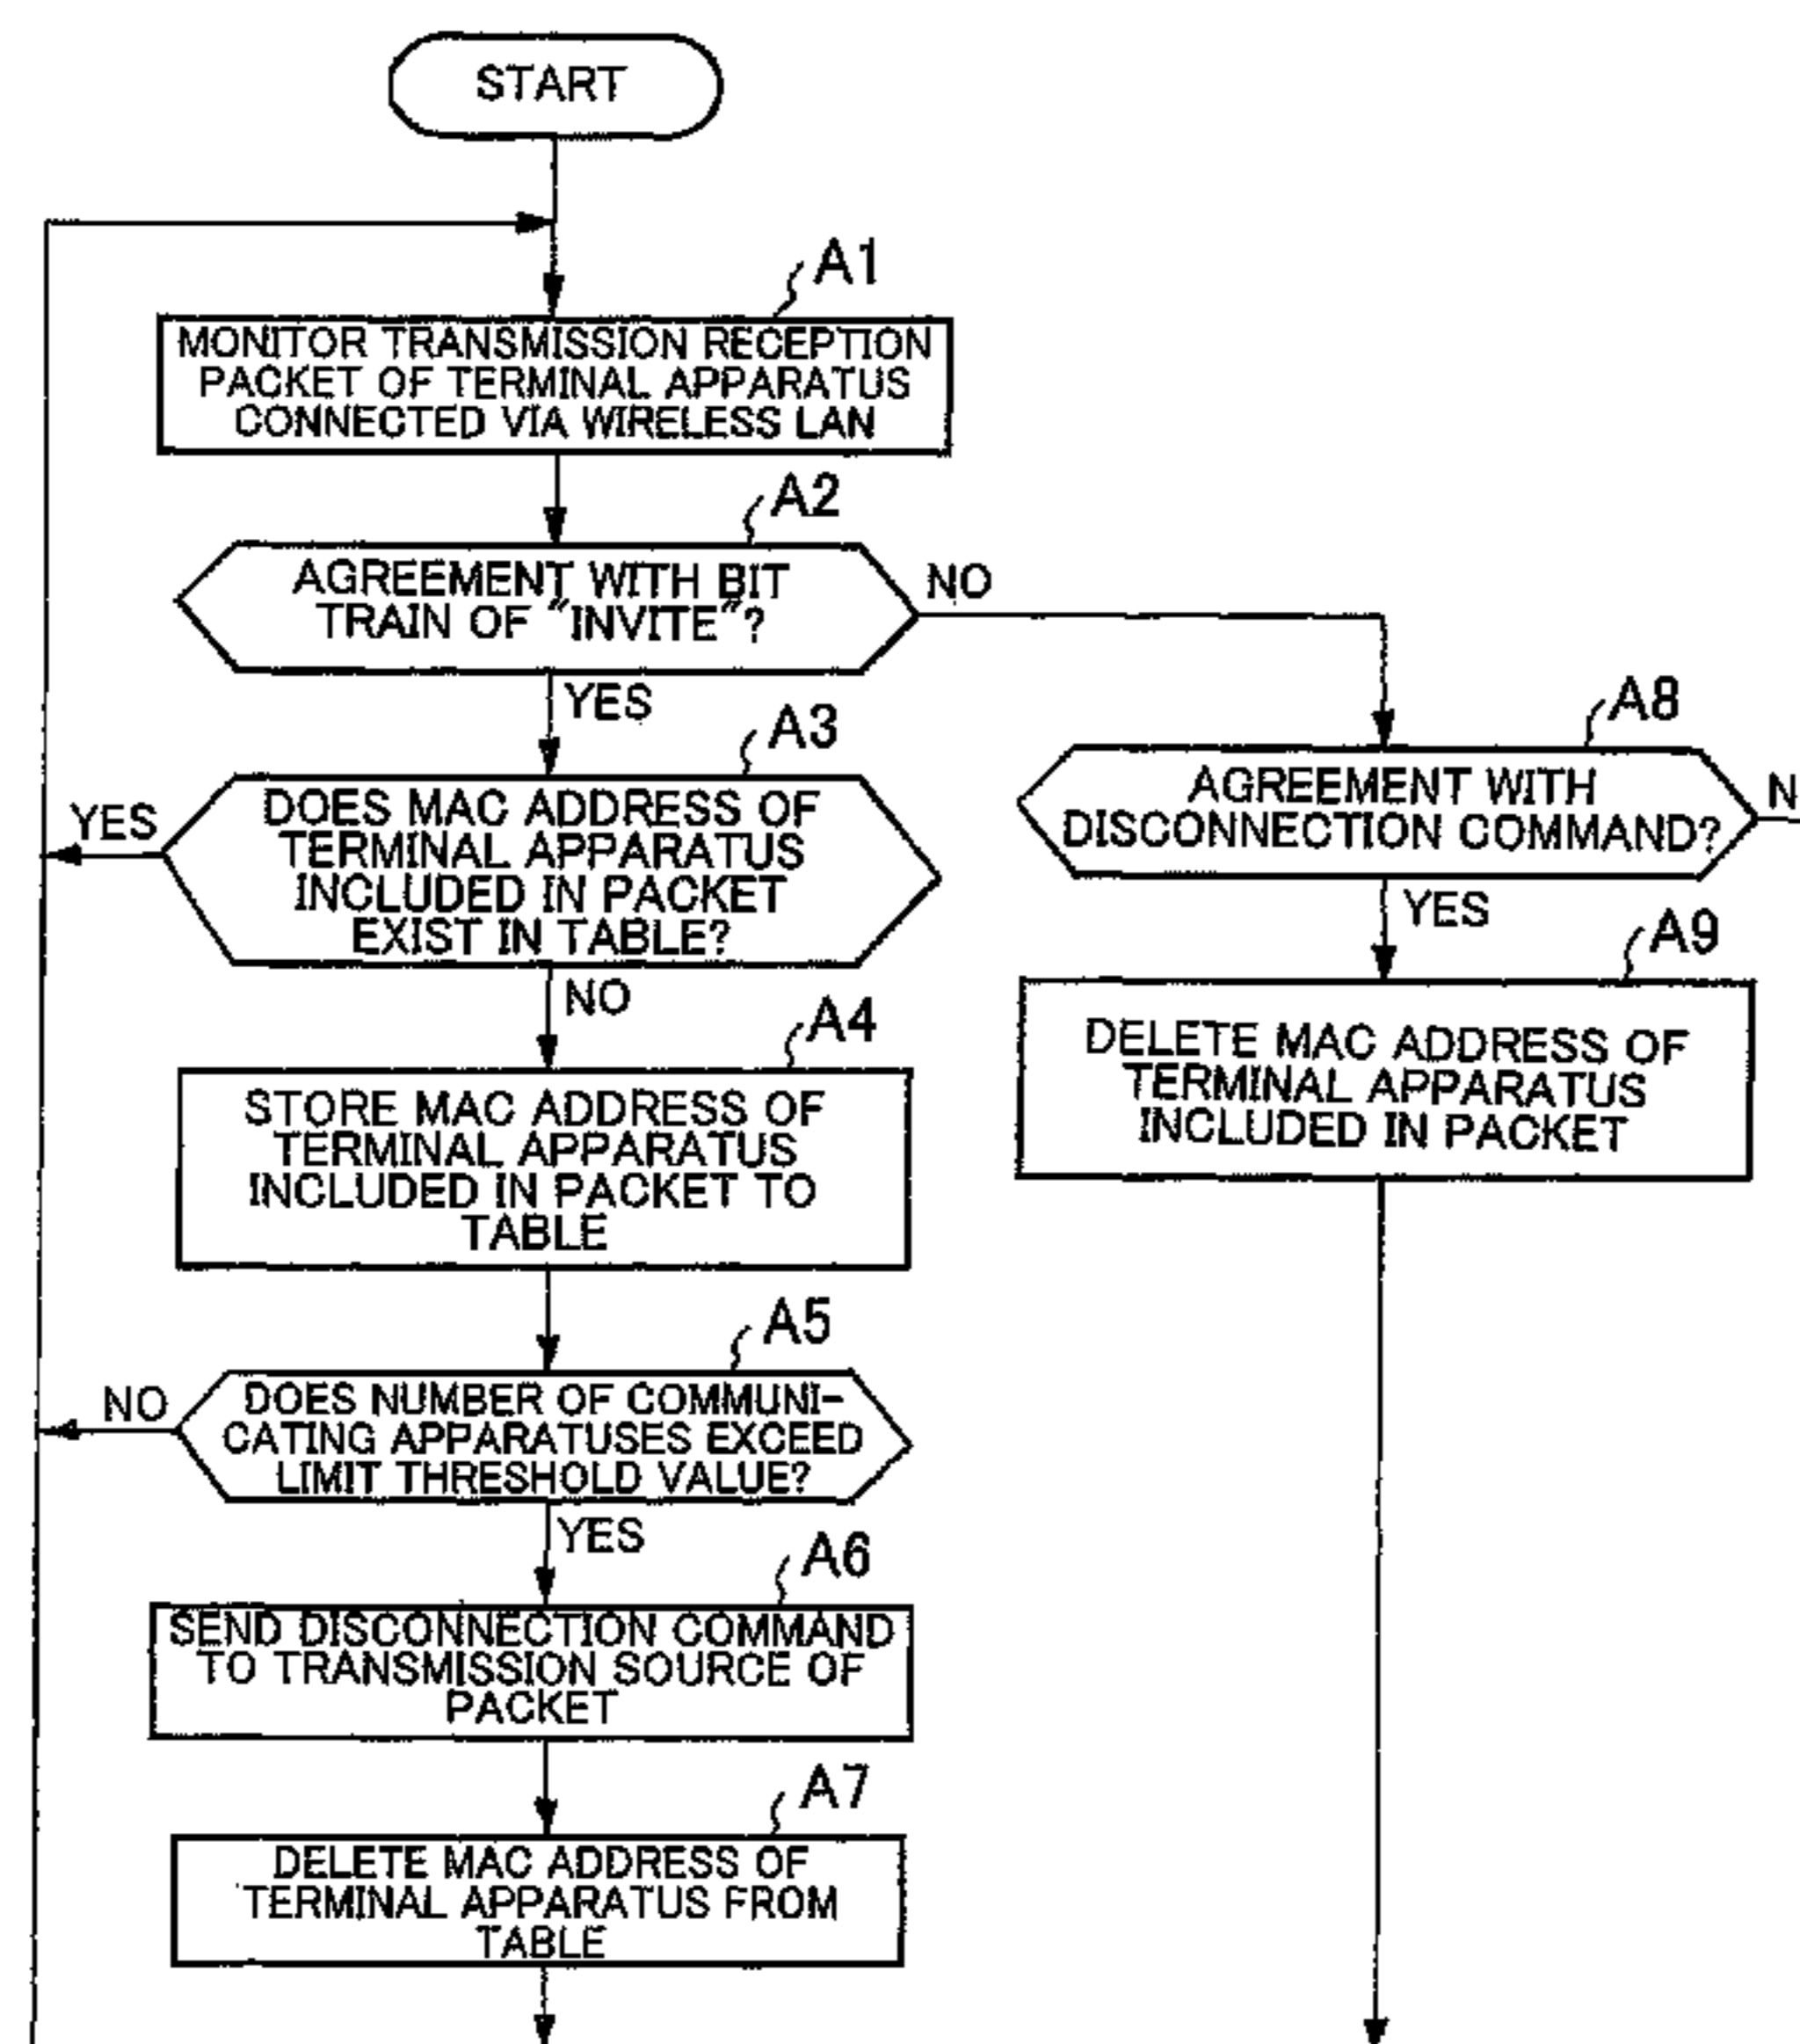 START
A1
MONITOR TRANSMISSION RECEPTION
PACKET OF TERMINAL APPARATUS
CONNECTED VIA WIRELESS LAN
A2
AGREEMENT WITH BIT
TRAIN OF "INVITE"?
NO
YES
A3
DOES MAC ADDRESS OF
TERMINAL APPARATUS
INCLUDED IN PACKET
EXIST IN TABLE?
YES
NO
A8
AGREEMENT WITH
DISCONNECTION COMMAND?
N
YES
A9
DELETE MAC ADDRESS OF
TERMINAL APPARATUS
INCLUDED IN PACKET
A4
STORE MAC ADDRESS OF
TERMINAL APPARATUS
INCLUDED IN PACKET TO
TABLE
A5
DOES NUMBER OF COMMUNI-
CATING APPARATUSES EXCEED
LIMIT THRESHOLD VALUE?
NO
YES
A6
SEND DISCONNECTION COMMAND
TO TRANSMISSION SOURCE OF
PACKET
A7
DELETE MAC ADDRESS OF
TERMINAL APPARATUS FROM
TABLE